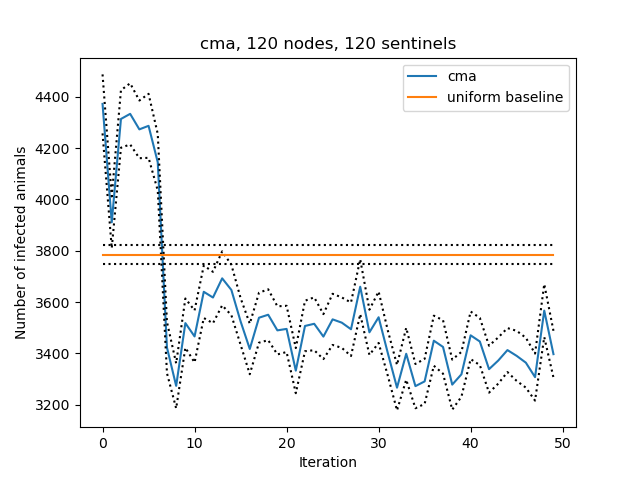 cma, 120 nodes, 120 sentinels
cma
uniform baseline
Number of infected animals
4400
4200
4000
3800
3600
3400
3200
0
10
20
30
40
50
Iteration